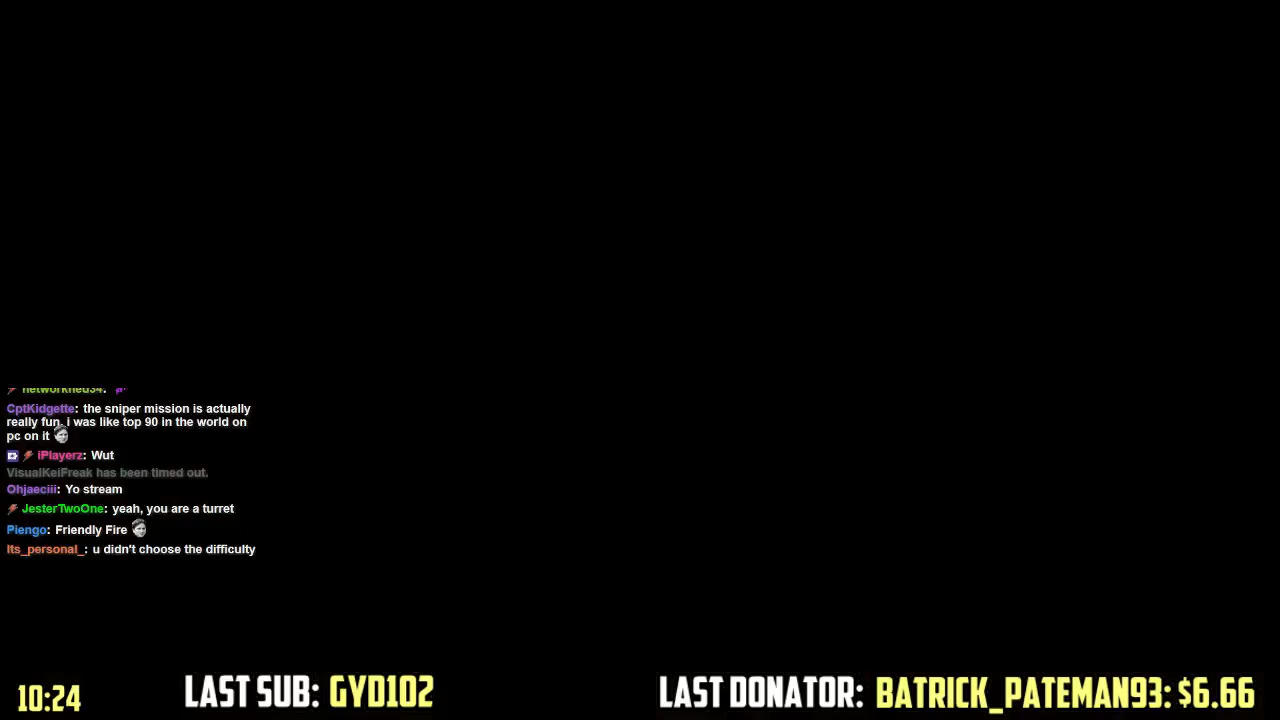 networkned34:
CptKidgette: the sniper mission is actually
really fun. i was like top 90 in the world on
pc on it
iPlayerz: Wut
VisualKeiFreak has been timed out.
Ohjaeciii: Yo stream
JesterTwoOne: yeah, you are a turret
Piengo: Friendly Fire
Its_personal_: u didn't choose the difficulty
10:24 LAST SUB: GYD102 LAST DONATOR: BATRICK_PATEMAN93: $6.66